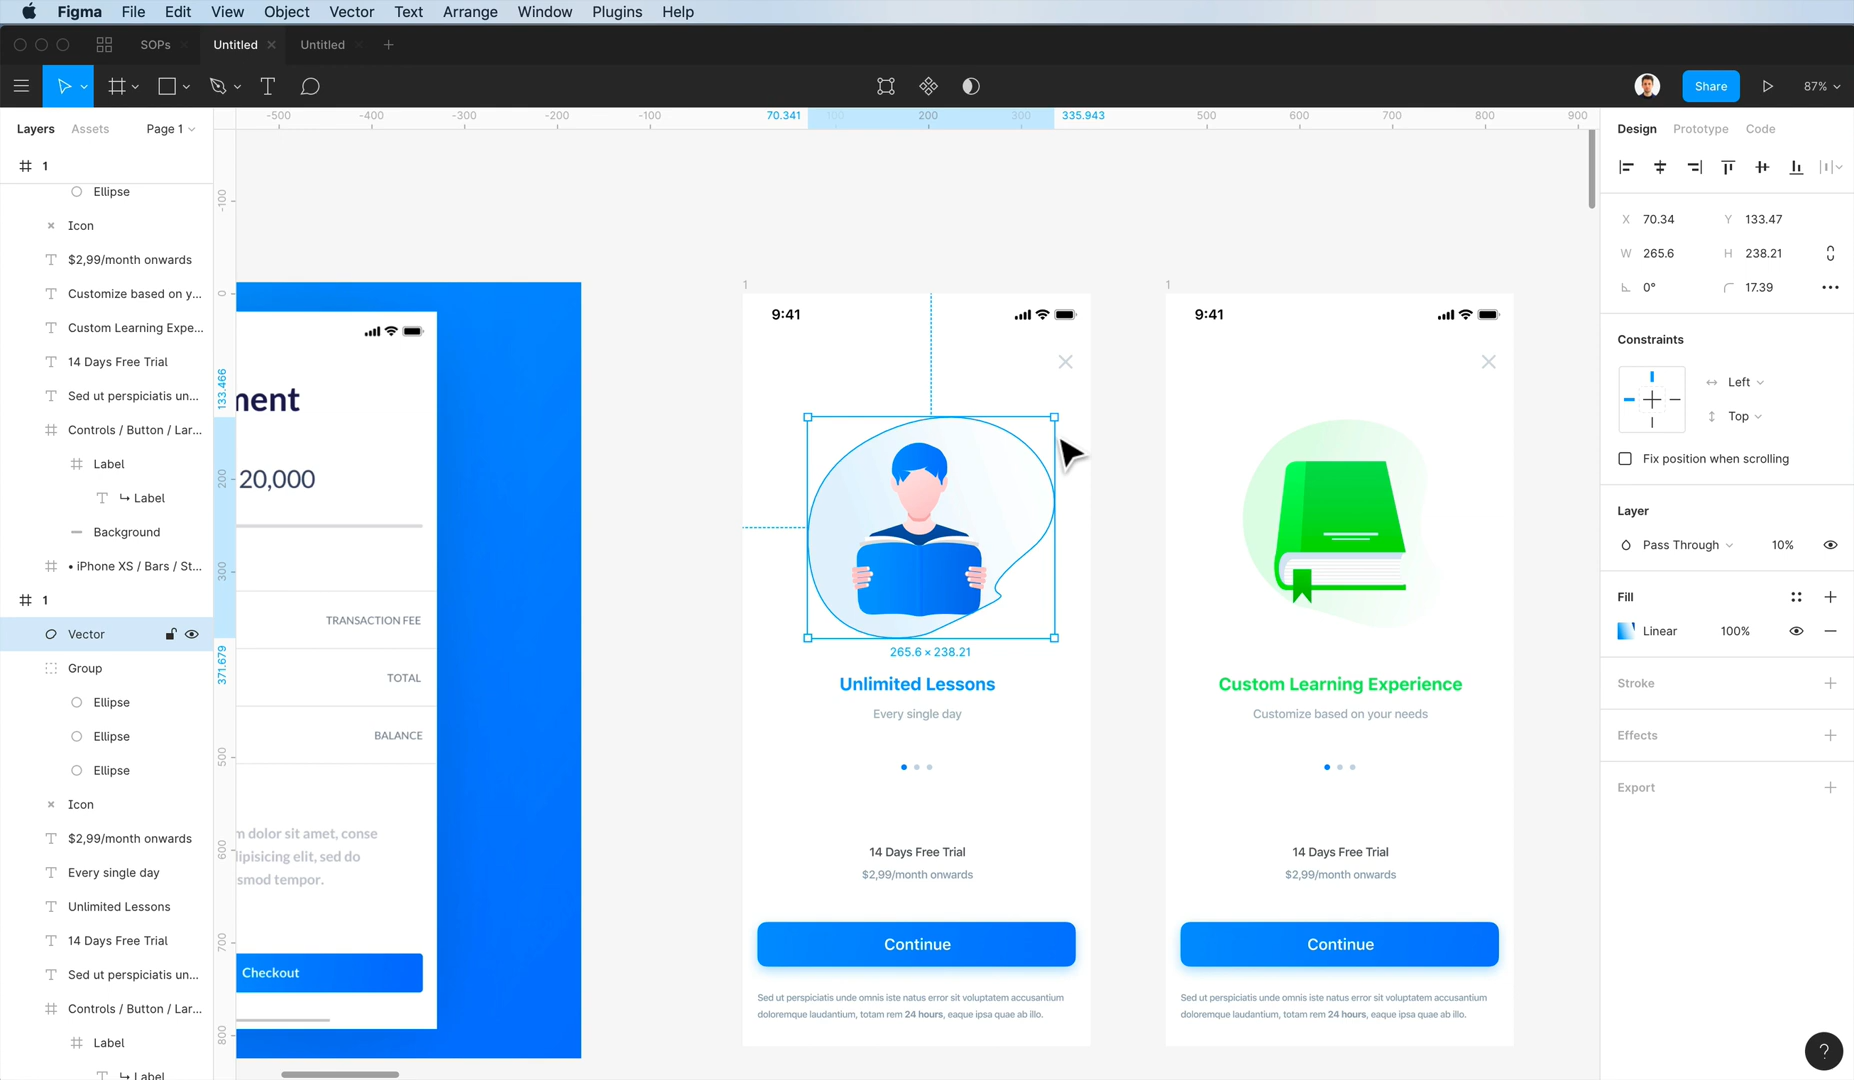 Figma File Edit View Object Vector Text Arrange Window Plugins Help
SOPs Untitled Untitled
Share 87%
Layers Assets Page 1
1
Ellipse
Icon
$2,99/month onwards
Customize based on y...
Custom Learning Expe...
14 Days Free Trial
Sed ut perspiciatis un...
Controls / Button / Lar...
Label
↳ Label
Background
• iPhone XS / Bars / St...
1
Vector
Group
Ellipse
Ellipse
Ellipse
Icon
$2,99/month onwards
Every single day
Unlimited Lessons
14 Days Free Trial
Sed ut perspiciatis un...
Controls / Button / Lar...
Label
↳ Label
-500 -400 -300 -200 -100 70.341 100 200 300 335.943 500 600 700 800 900
-100
0
133.466
200
300
371.679
500
600
700
800
ment
20,000
TRANSACTION FEE
TOTAL
BALANCE
m dolor sit amet, conse
lipisicing elit, sed do
smod tempor.
Checkout
1
9:41
265.6 × 238.21
Unlimited Lessons
Every single day
14 Days Free Trial
$2,99/month onwards
Continue
Sed ut perspiciatis unde omnis iste natus error sit voluptatem accusantium
doloremque laudantium, totam rem 24 hours, eaque ipsa quae ab illo.
1
9:41
Custom Learning Experience
Customize based on your needs
14 Days Free Trial
$2,99/month onwards
Continue
Sed ut perspiciatis unde omnis iste natus error sit voluptatem accusantium
doloremque laudantium, totam rem 24 hours, eaque ipsa quae ab illo.
Design Prototype Code
X 70.34 Y 133.47
W 265.6 H 238.21
0° 17.39
Constraints
Left
Top
Fix position when scrolling
Layer
Pass Through 10%
Fill
Linear 100%
Stroke
Effects
Export
?